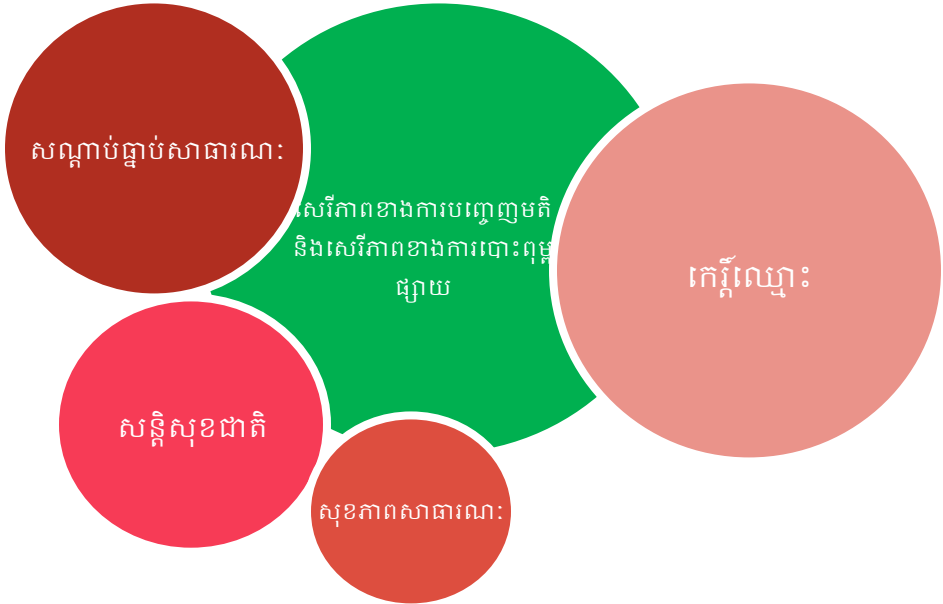 សណ្តាប់ធ្នាប់សាធារណៈ
សេរីភាពខាងការបញ្ចេញមតិ
និងសេរីភាពខាងការបោះពុម្ព
ផ្សាយ
កេរ្តិ៍ឈ្មោះ
សន្តិសុខជាតិ
សុខភាពសាធារណៈ